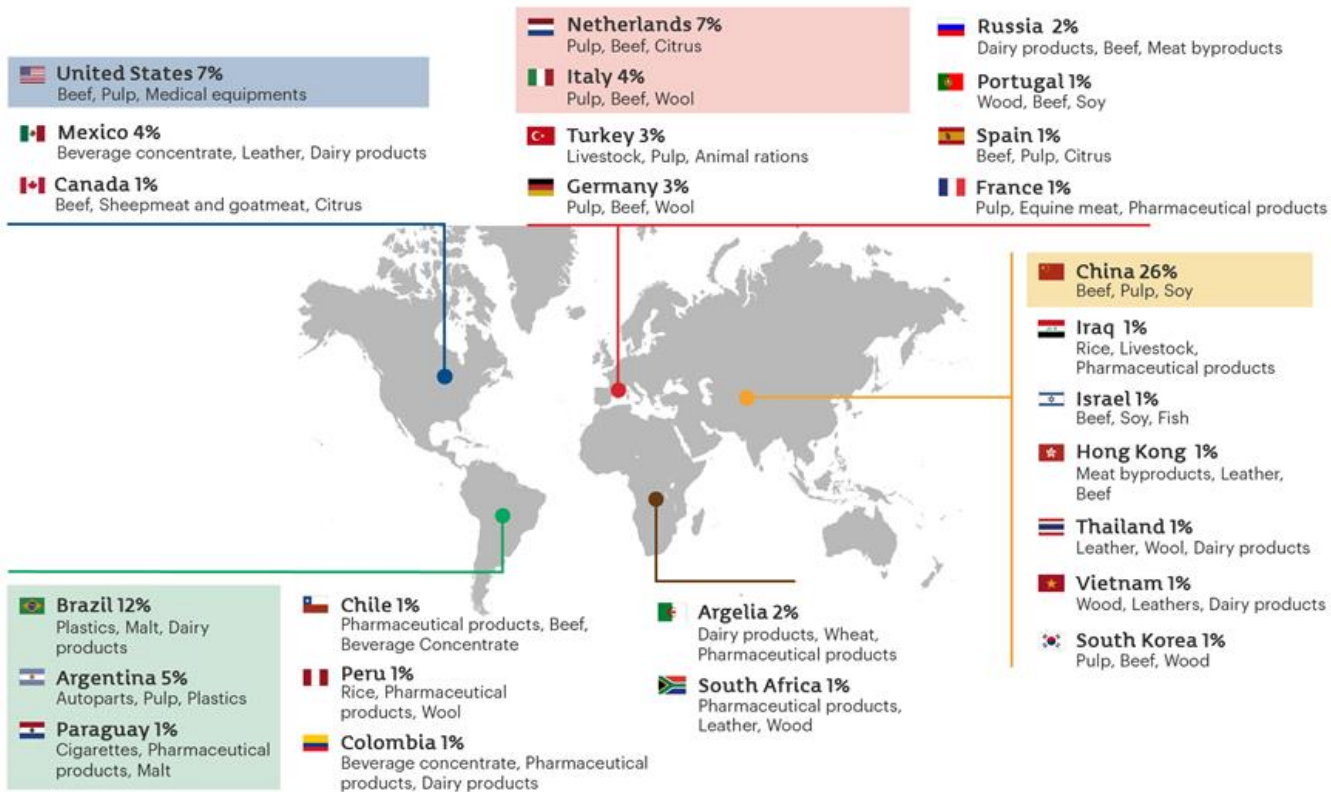 United States 7%
Beef, Pulp, Medical equipments
Mexico 4%
Beverage concentrate, Leather, Dairy products
Canada 1%
Beef, Sheepmeat and goatmeat, Citrus
Netherlands 7%
Pulp, Beef, Citrus
Italy 4%
Pulp, Beef, Wool
Turkey 3%
Livestock, Pulp, Animal rations
Germany 3%
Pulp, Beef, Wool
Russia 2%
Dairy products, Beef, Meat byproducts
Portugal 1%
Wood, Beef, Soy
Spain 1%
Beef, Pulp, Citrus
France 1%
Pulp, Equine meat, Pharmaceutical products
China 26%
Beef, Pulp, Soy
Iraq 1%
Rice, Livestock,
Pharmaceutical products
Israel 1%
Beef, Soy, Fish
Hong Kong 1%
Meat byproducts, Leather,
Beef
Thailand 1%
Leather, Wool, Dairy products
Vietnam 1%
Wood, Leathers, Dairy products
South Korea 1%
Pulp, Beef, Wood
Brazil 12%
Plastics, Malt, Dairy
products
Argentina 5%
Autoparts, Pulp, Plastics
Paraguay 1%
Cigarettes, Pharmaceutical
products, Malt
Chile 1%
Pharmaceutical products, Beef,
Beverage Concentrate
Peru 1%
Rice, Pharmaceutical
products, Wool
Colombia 1%
Beverage concentrate, Pharmaceutical
products, Dairy products
Argelia 2%
Dairy products, Wheat,
Pharmaceutical products
South Africa 1%
Pharmaceutical products,
Leather, Wood